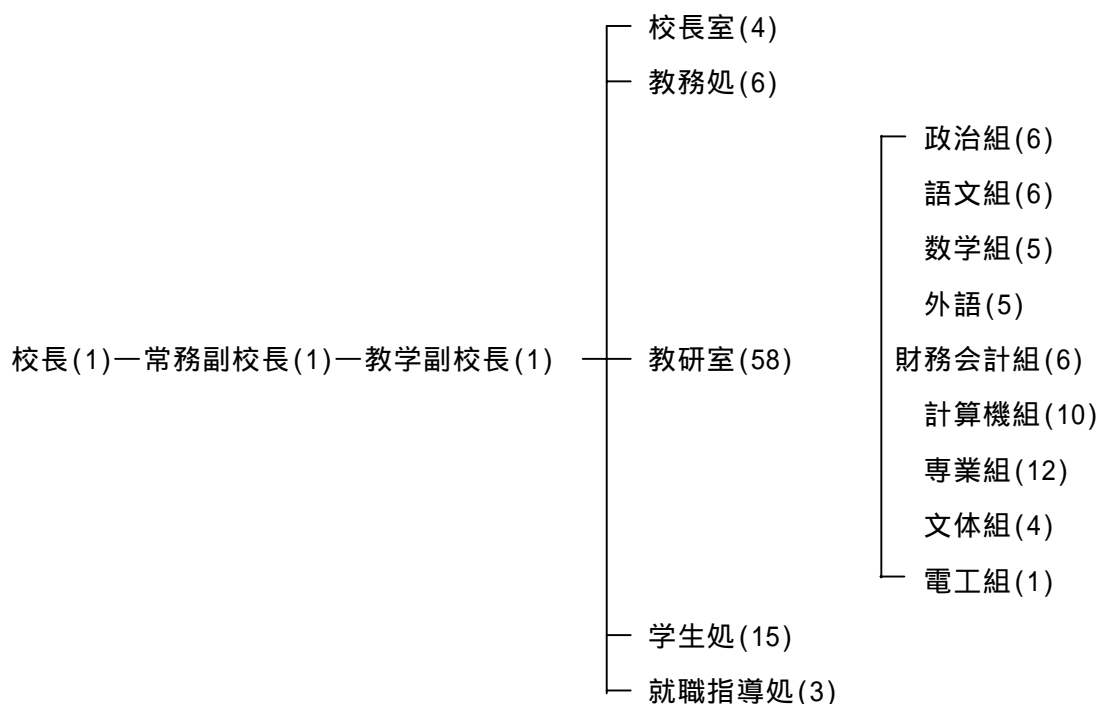 校長室(4)
教務処(6)
政治組(6)
語文組(6)
数学組(5)
外語(5)
校長(1)―常務副校長(1)―教学副校長(1)
教研室(58)
財務会計組(6)
計算機組(10)
専業組(12)
文体組(4)
電工組(1)
学生処(15)
就職指導処(3)